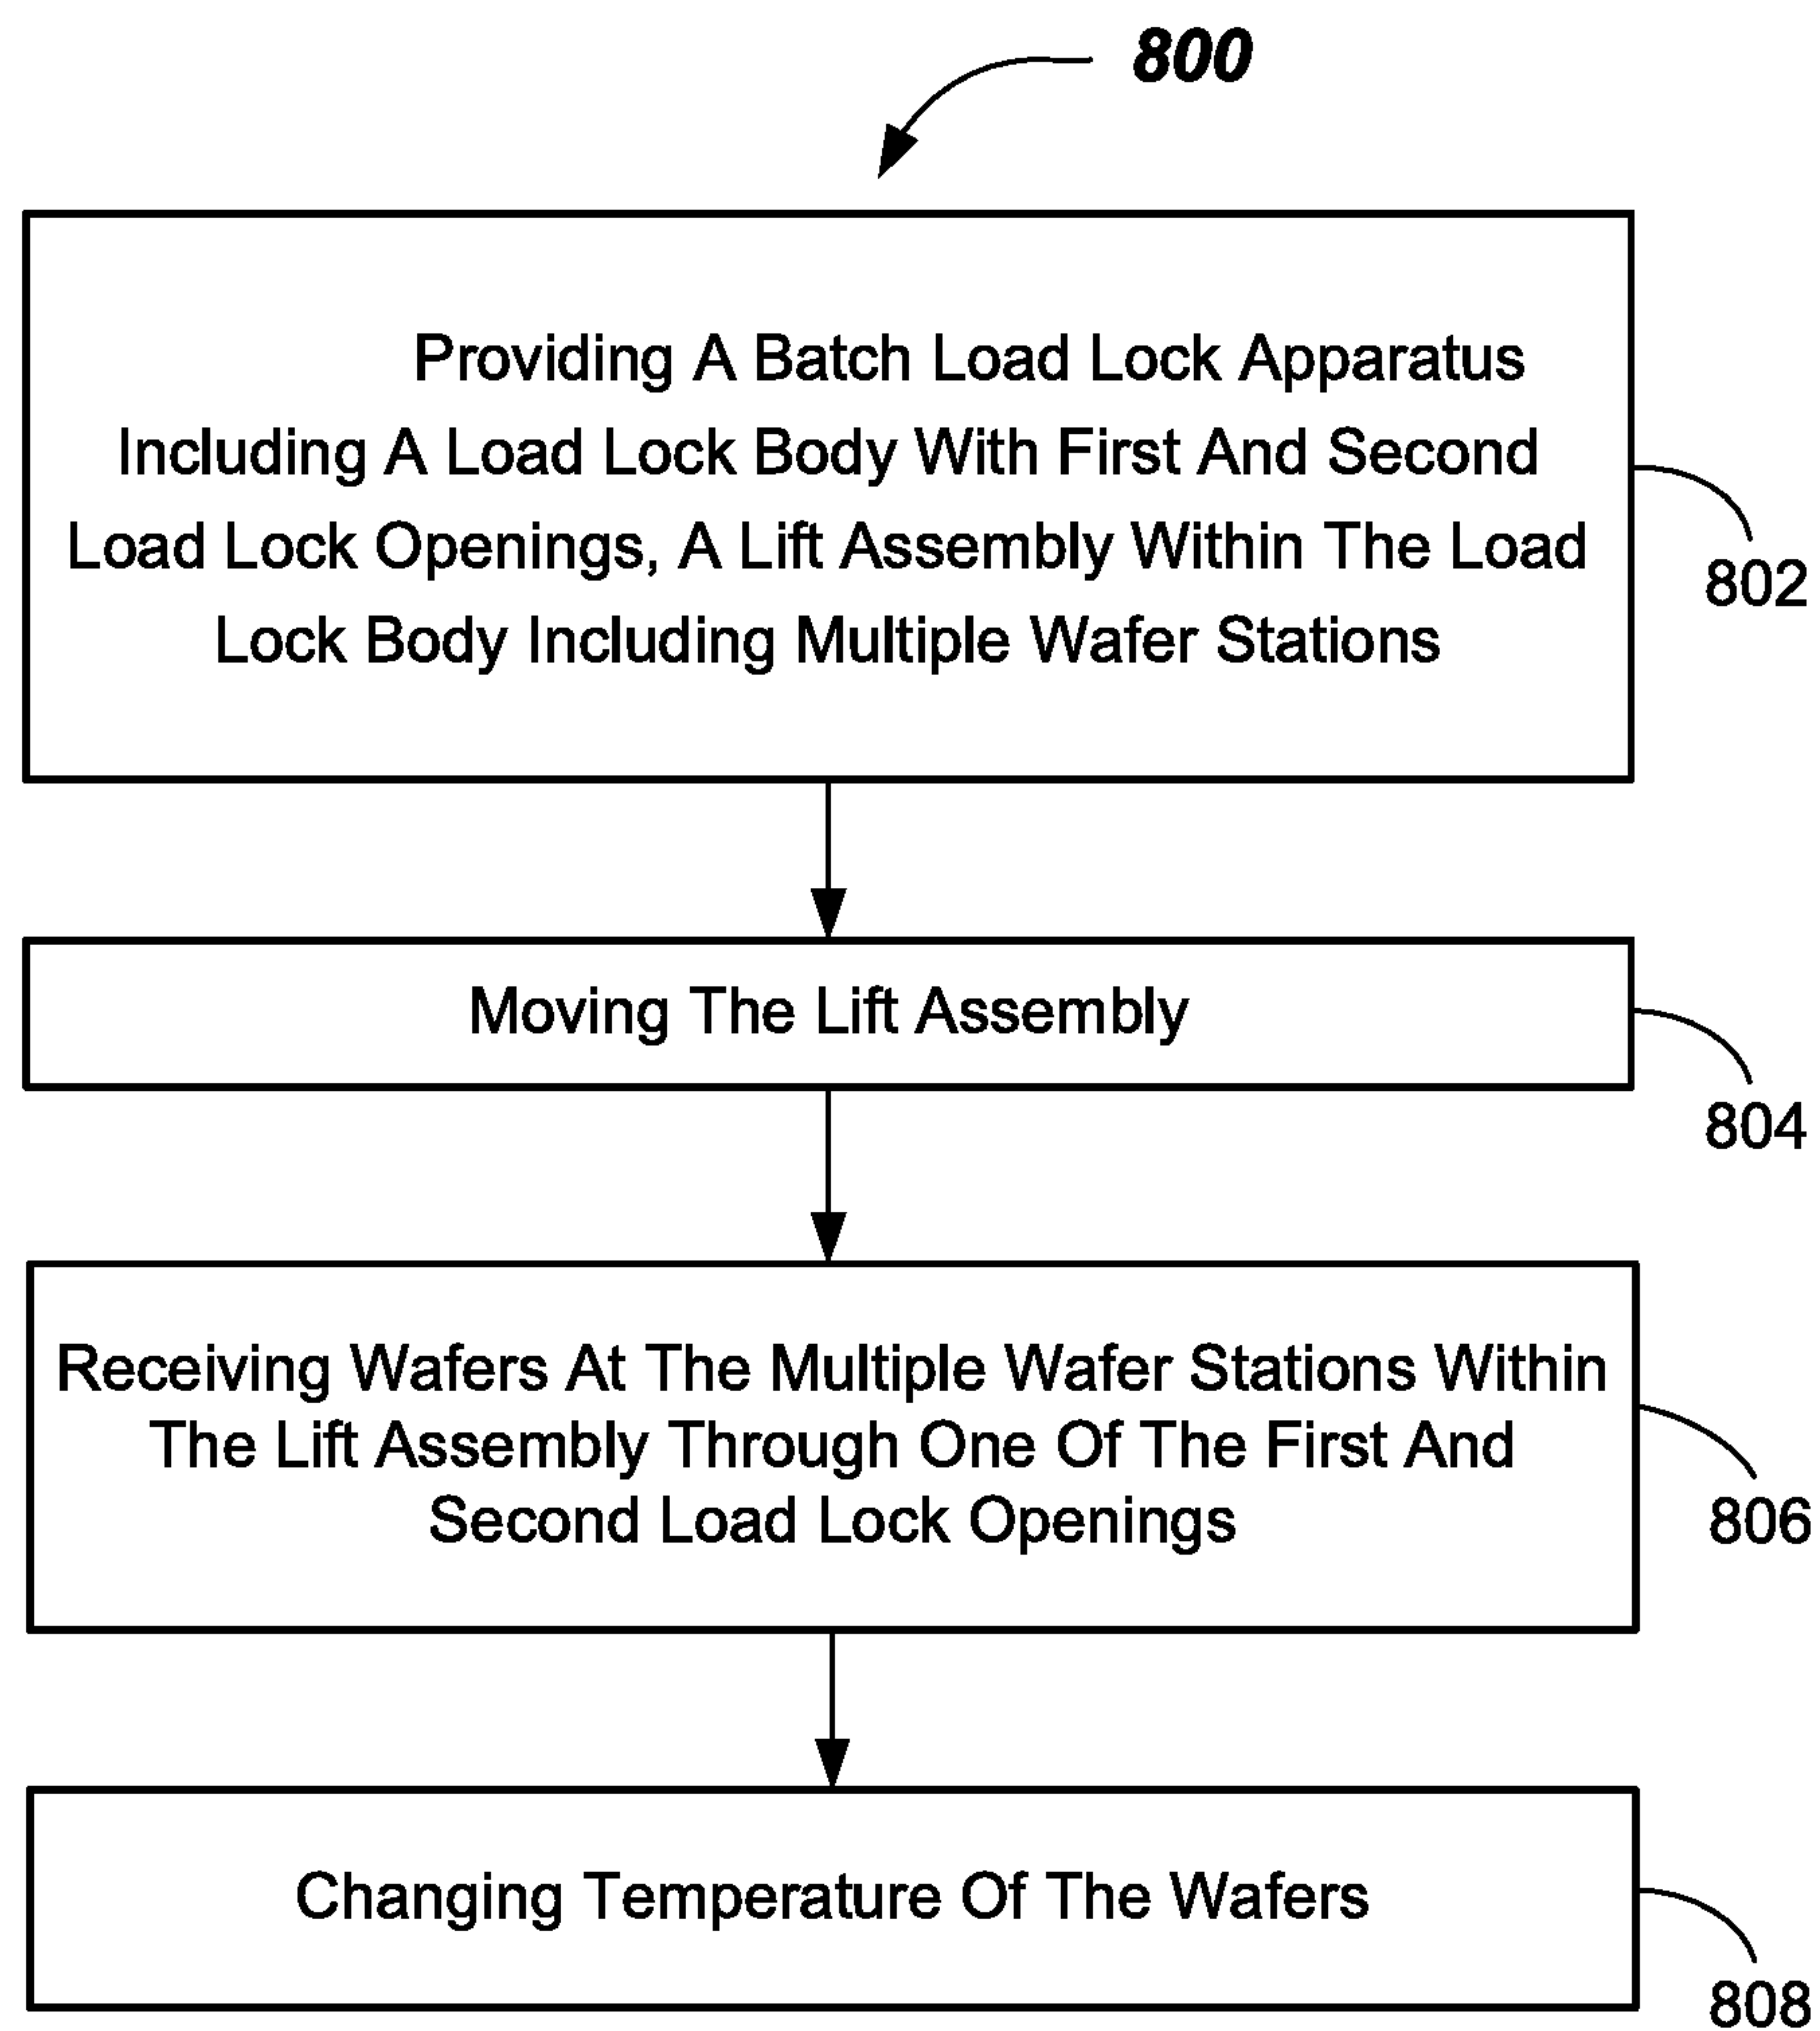 800
Providing A Batch Load Lock Apparatus
Including A Load Lock Body With First And Second
Load Lock Openings, A Lift Assembly Within The Load
Lock Body Including Multiple Wafer Stations
802
Moving The Lift Assembly
804
Receiving Wafers At The Multiple Wafer Stations Within
The Lift Assembly Through One Of The First And
Second Load Lock Openings
806
Changing Temperature Of The Wafers
808